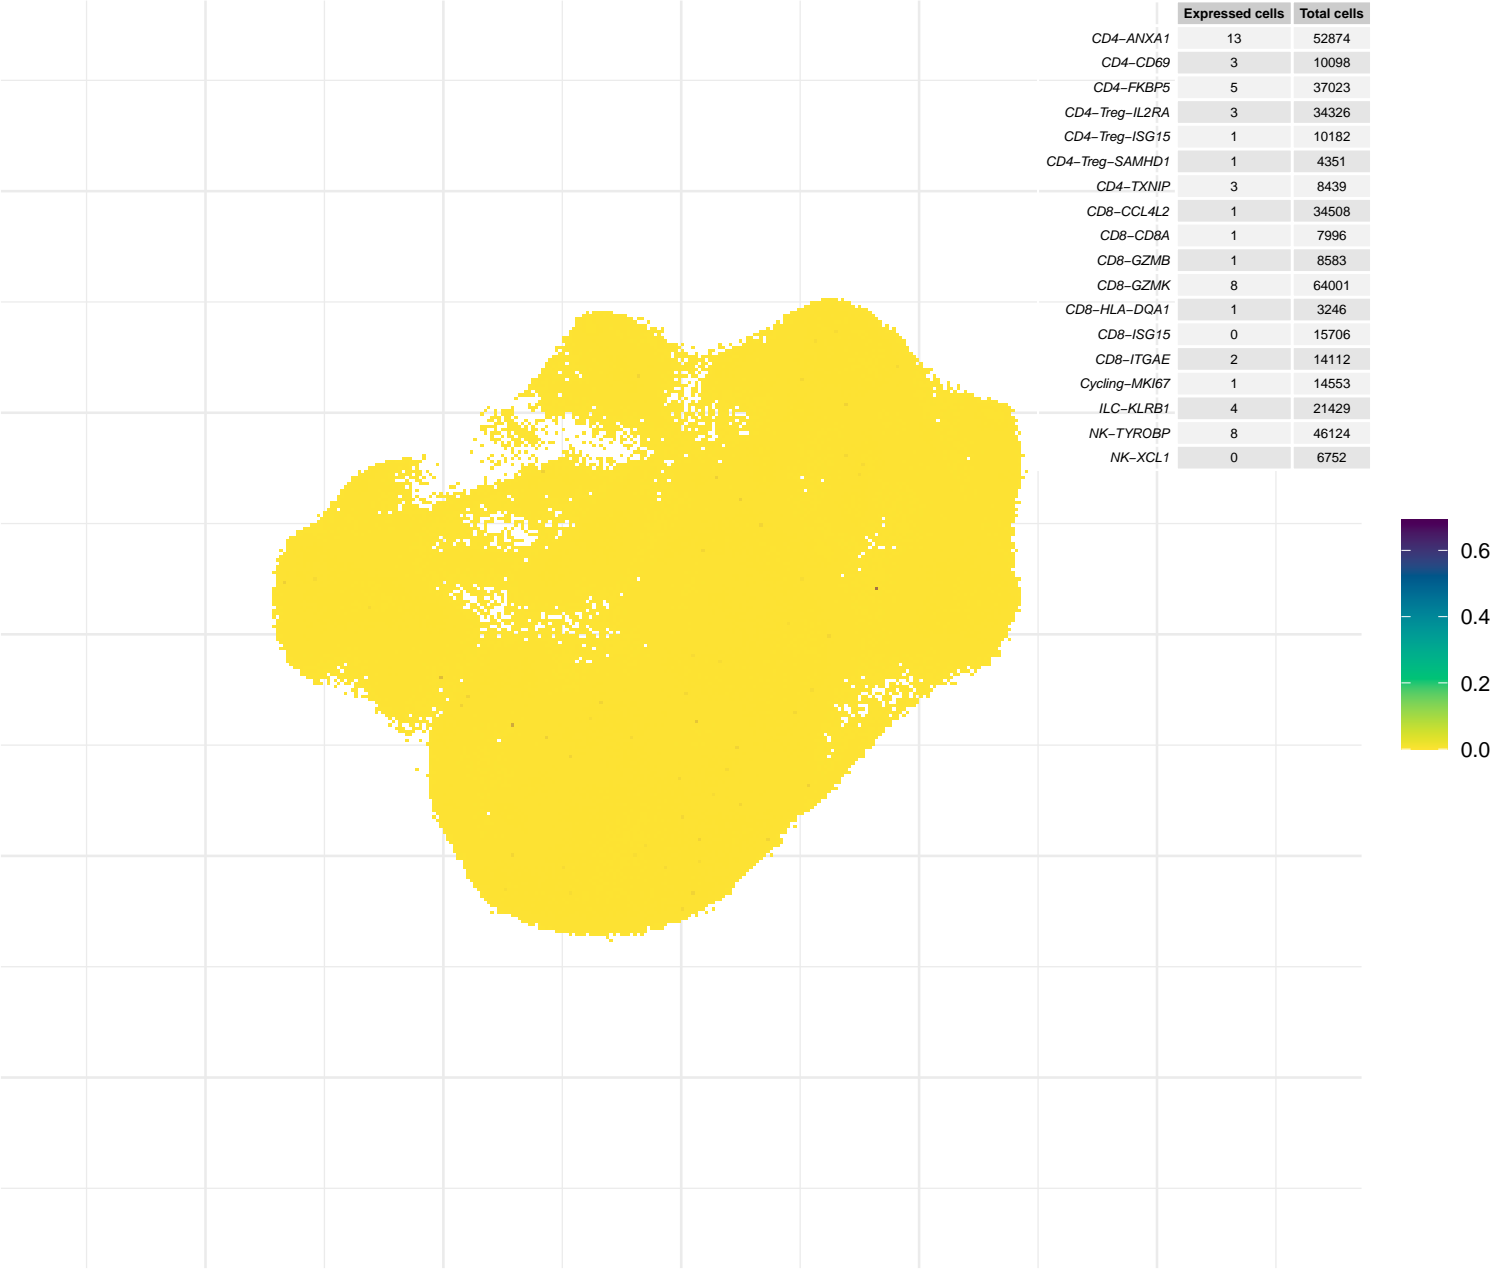 Expressed cells Total cells
CD4−ANXA1 13 52874
CD4−CD69 3 10098
CD4−FKBP5 5 37023
CD4−Treg−IL2RA 3 34326
CD4−Treg−ISG15 1 10182
CD4−Treg−SAMHD1 1 4351
CD4−TXNIP 3 8439
CD8−CCL4L2 1 34508
CD8−CD8A 1 7996
CD8−GZMB 1 8583
CD8−GZMK 8 64001
CD8−HLA−DQA1 1 3246
CD8−ISG15 0 15706
CD8−ITGAE 2 14112
Cycling−MKI67 1 14553
ILC−KLRB1 4 21429
NK−TYROBP 8 46124
NK−XCL1 0 6752
0.6
0.4
0.2
0.0